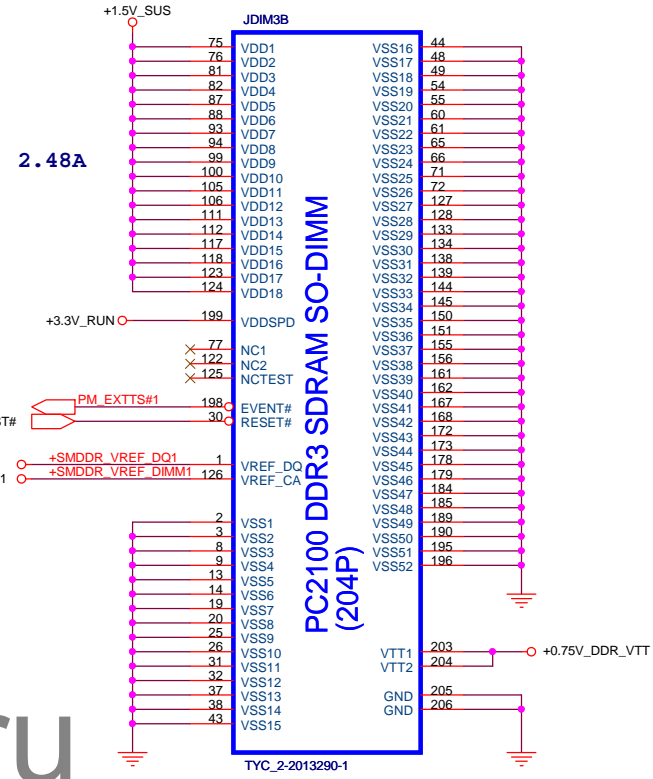 +1.5V_SUS
JDIM3B
2.48A
75 VDD1
76 VDD2
81 VDD3
82 VDD4
87 VDD5
88 VDD6
93 VDD7
94 VDD8
99 VDD9
100 VDD10
105 VDD11
106 VDD12
111 VDD13
112 VDD14
117 VDD15
118 VDD16
123 VDD17
124 VDD18
+3.3V_RUN 199 VDDSPD
77 NC1
122 NC2
125 NCTEST
PM_EXTTS#1 198 EVENT#
ST# 30 RESET#
+SMDDR_VREF_DQ1 1 VREF_DQ
1 +SMDDR_VREF_DIMM1 126 VREF_CA
2 VSS1
3 VSS2
8 VSS3
9 VSS4
13 VSS5
14 VSS6
19 VSS7
20 VSS8
25 VSS9
26 VSS10
31 VSS11
32 VSS12
37 VSS13
38 VSS14
43 VSS15
PC2100 DDR3 SDRAM SO-DIMM
(204P)
VSS16 44
VSS17 48
VSS18 49
VSS19 54
VSS20 55
VSS21 60
VSS22 61
VSS23 65
VSS24 66
VSS25 71
VSS26 72
VSS27 127
VSS28 128
VSS29 133
VSS30 134
VSS31 138
VSS32 139
VSS33 144
VSS34 145
VSS35 150
VSS36 151
VSS37 155
VSS38 156
VSS39 161
VSS40 162
VSS41 167
VSS42 168
VSS43 172
VSS44 173
VSS45 178
VSS46 179
VSS47 184
VSS48 185
VSS49 189
VSS50 190
VSS51 195
VSS52 196
VTT1 203 +0.75V_DDR_VTT
VTT2 204
GND 205
GND 206
TYC_2-2013290-1
ru